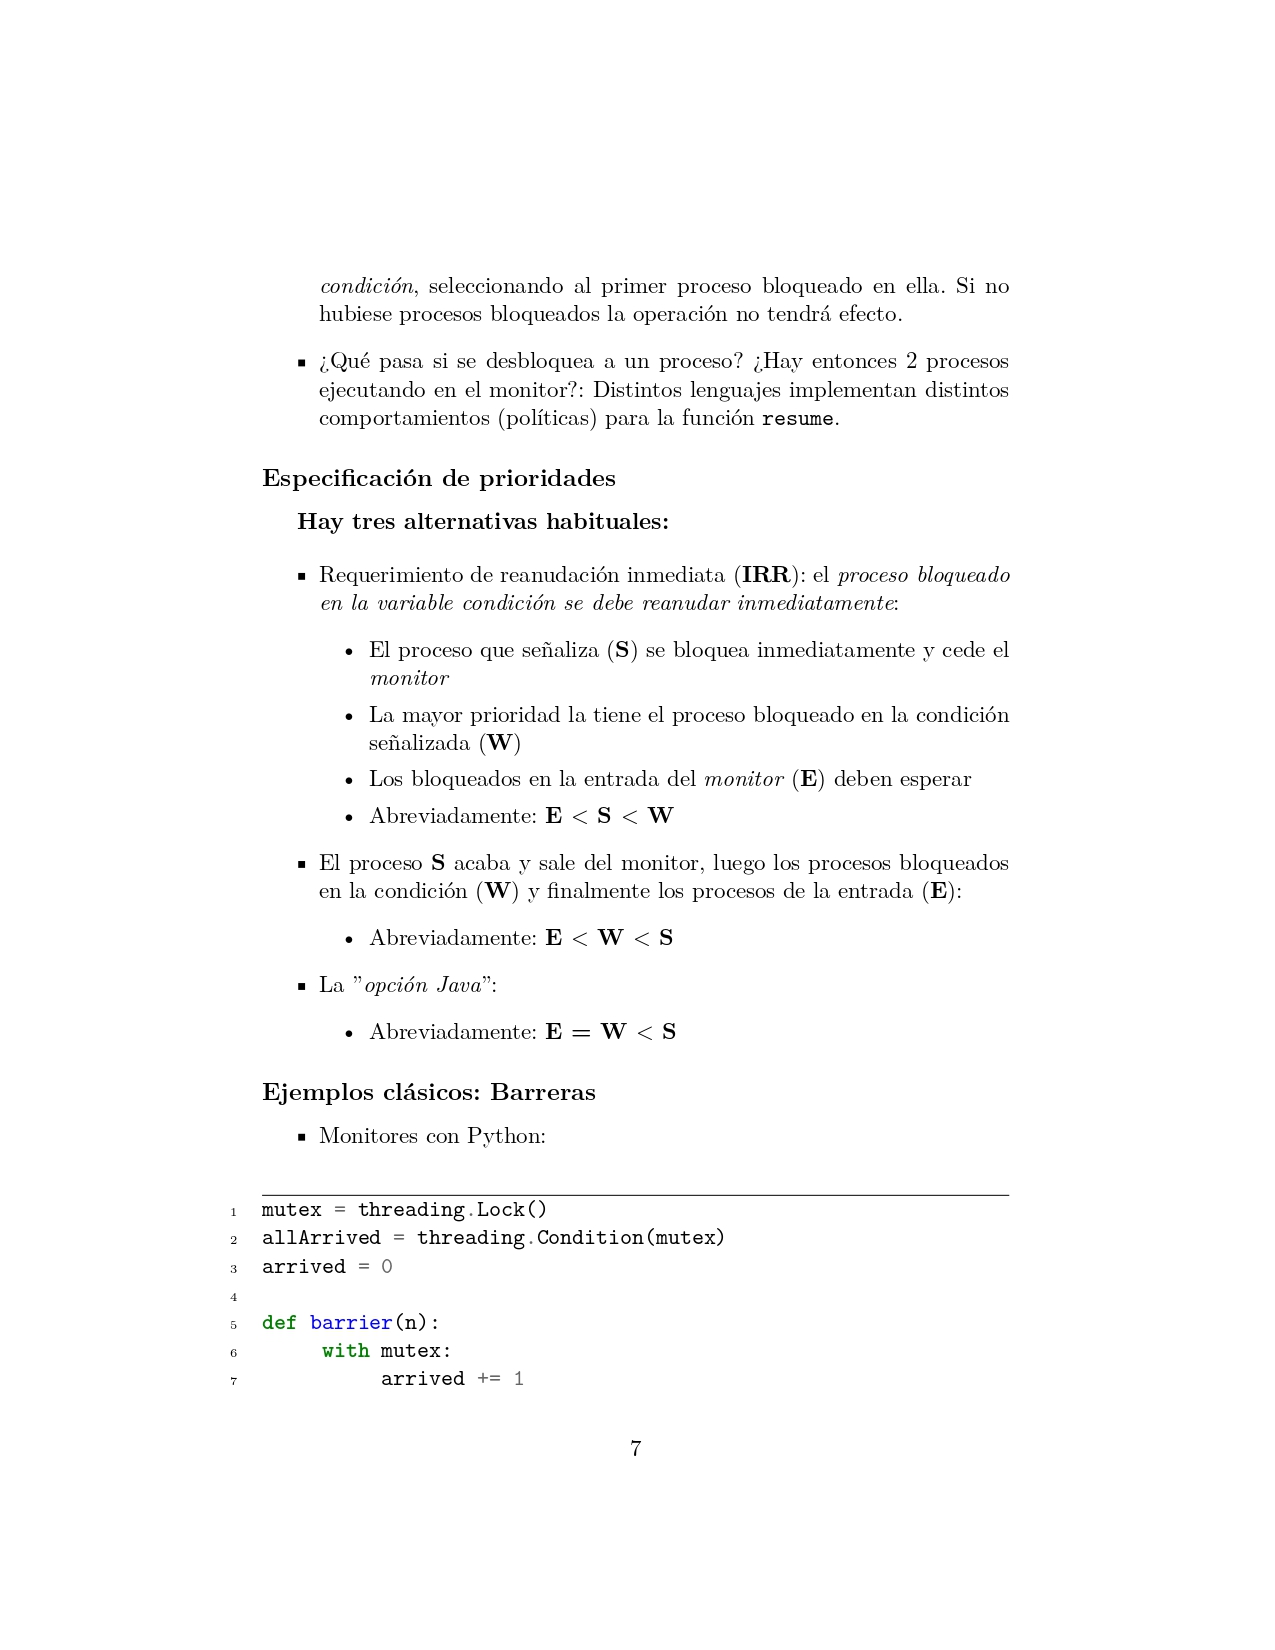 condición, seleccionando al primer proceso bloqueado en ella. Si no
hubiese procesos bloqueados la operación no tendrá efecto.
▪ ¿Qué pasa si se desbloquea a un proceso? ¿Hay entonces 2 procesos
ejecutando en el monitor?: Distintos lenguajes implementan distintos
comportamientos (políticas) para la función resume.
Especificación de prioridades
Hay tres alternativas habituales:
▪ Requerimiento de reanudación inmediata (IRR): el proceso bloqueado
en la variable condición se debe reanudar inmediatamente:
• El proceso que señaliza (S) se bloquea inmediatamente y cede el
monitor
• La mayor prioridad la tiene el proceso bloqueado en la condición
señalizada (W)
• Los bloqueados en la entrada del monitor (E) deben esperar
• Abreviadamente: E < S < W
▪ El proceso S acaba y sale del monitor, luego los procesos bloqueados
en la condición (W) y finalmente los procesos de la entrada (E):
• Abreviadamente: E < W < S
▪ La ”opción Java”:
• Abreviadamente: E = W < S
Ejemplos clásicos: Barreras
▪ Monitores con Python:
1 mutex = threading.Lock()
2 allArrived = threading.Condition(mutex)
3 arrived = 0
4
5 def barrier(n):
6 with mutex:
7 arrived += 1
7